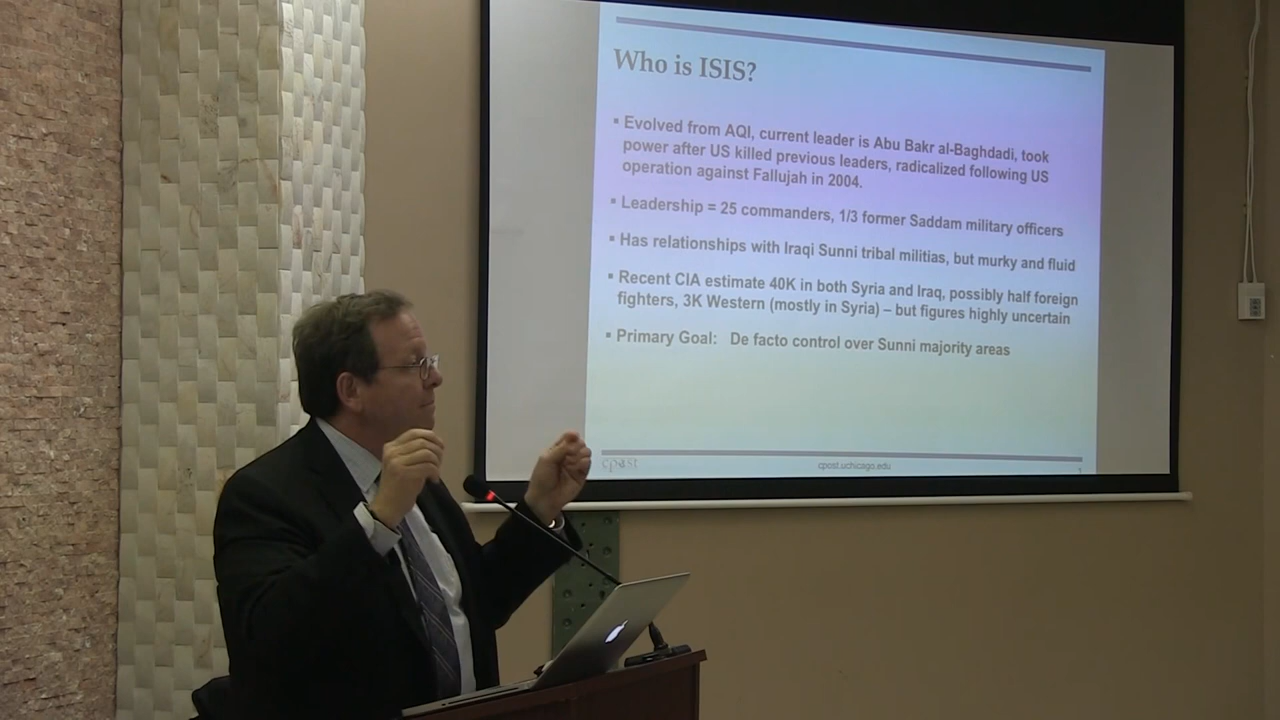 Who is ISIS?
▪ Evolved from AQI, current leader is Abu Bakr al-Baghdadi, took
power after US killed previous leaders, radicalized following US
operation against Fallujah in 2004.
▪ Leadership = 25 commanders, 1/3 former Saddam military officers
▪ Has relationships with Iraqi Sunni tribal militias, but murky and fluid
▪ Recent CIA estimate 40K in both Syria and Iraq, possibly half foreign
fighters, 3K Western (mostly in Syria) – but figures highly uncertain
▪ Primary Goal: De facto control over Sunni majority areas
cpost
cpost.uchicago.edu